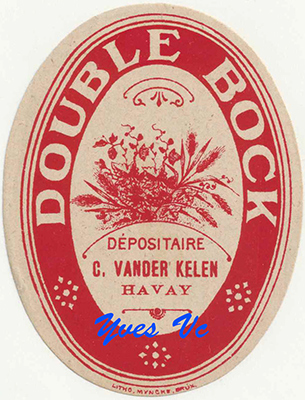 DOUBLE BOCK
DÉPOSITAIRE
C. VANDER KELEN
HAVAY
Yves Vc
LITHO. MYNCKE, BRUX.